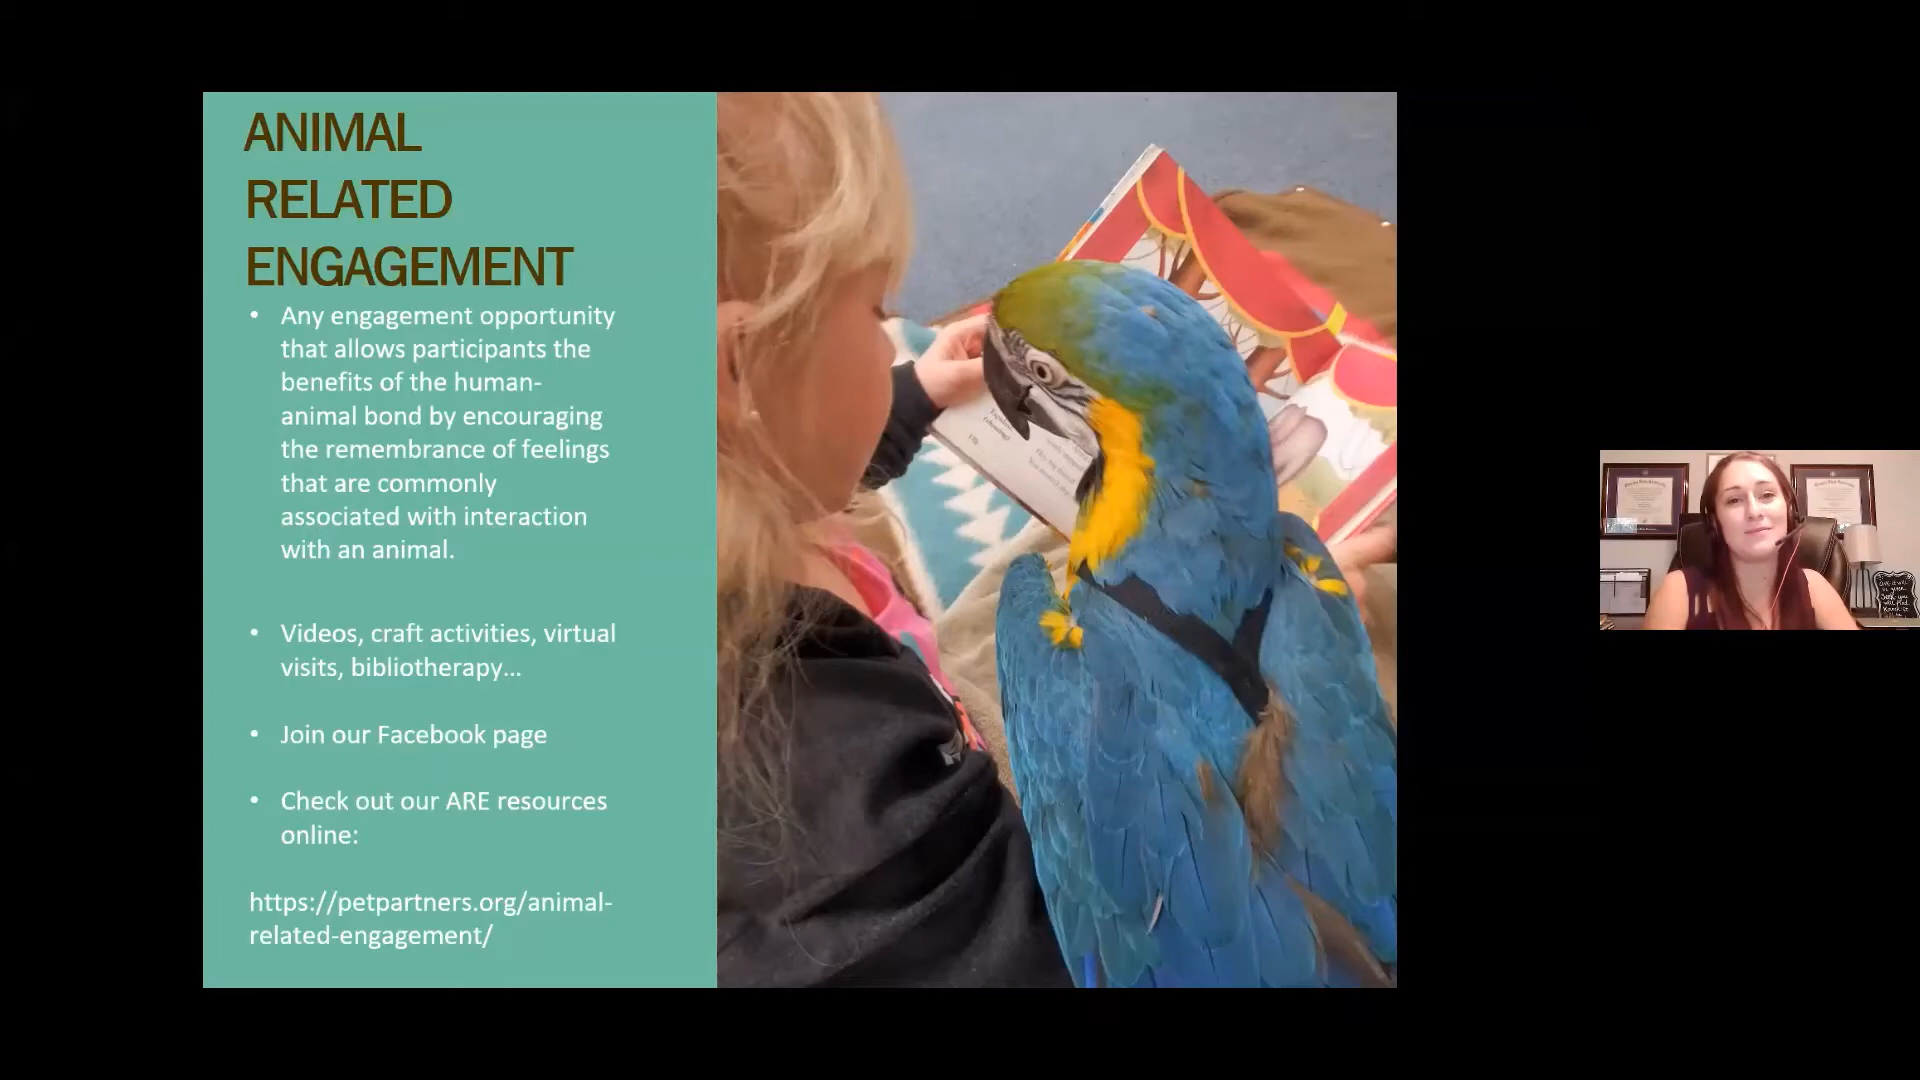 ANIMAL
RELATED
ENGAGEMENT
• Any engagement opportunity
that allows participants the
benefits of the human-
animal bond by encouraging
the remembrance of feelings
that are commonly
associated with interaction
with an animal.
• Videos, craft activities, virtual
visits, bibliotherapy...
• Join our Facebook page
• Check out our ARE resources
online:
https://petpartners.org/animal-
related-engagement/